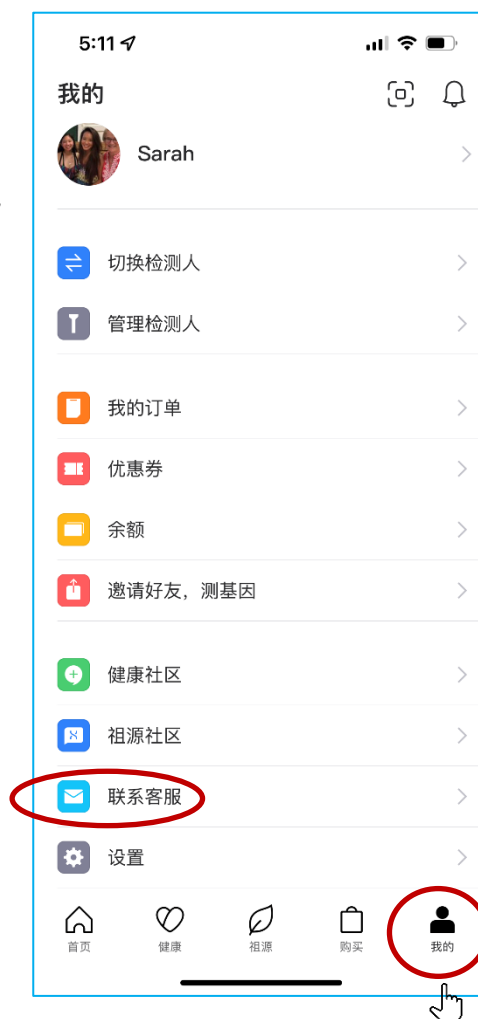 5:11
我的
Sarah
切换检测人
管理检测人
我的订单
优惠券
余额
邀请好友，测基因
健康社区
祖源社区
联系客服
设置
首页 健康 祖源 购买 我的